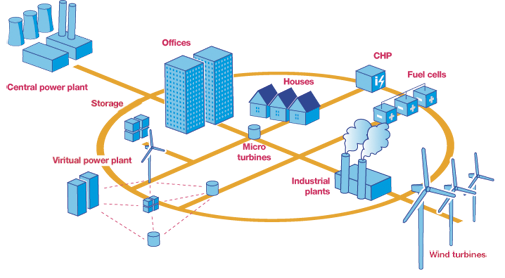 Offices
CHP
Houses
Fuel cells
Central power plant
Storage
Micro
turbines
Viritual power plant
Industrial
plants
Wind turbines